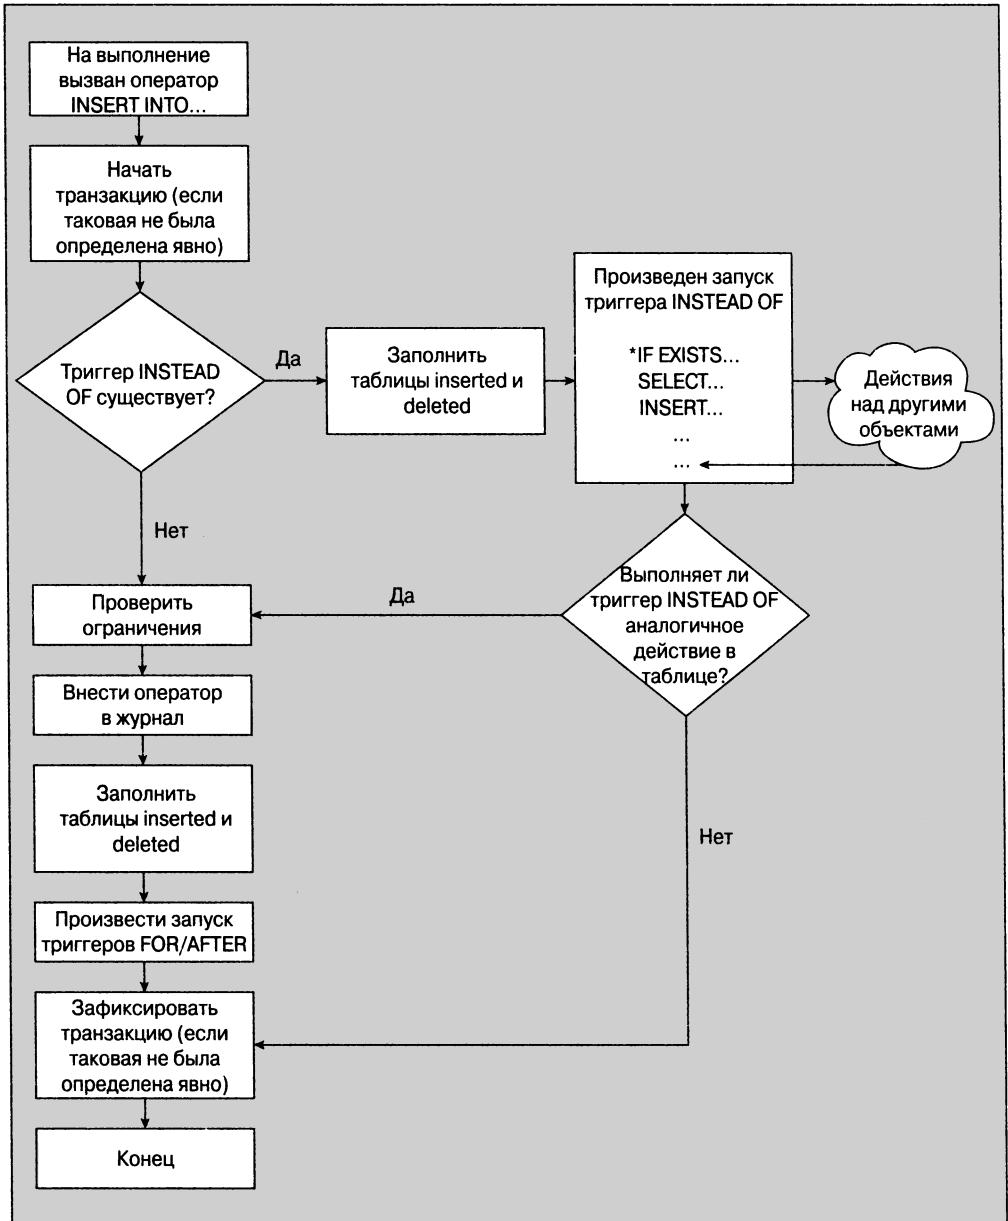 На выполнение
вызван оператор
INSERT INTO...
Начать
транзакцию (если
таковая не была
определена явно)
Триггер INSTEAD
OF существует?
Да
Заполнить
таблицы inserted и
deleted
Произведен запуск
триггера INSTEAD OF
*IF EXISTS...
SELECT...
INSERT...
...
...
Действия
над другими
объектами
Нет
Выполняет ли
триггер INSTEAD OF
аналогичное
действие в
таблице?
Да
Нет
Проверить
ограничения
Внести оператор
в журнал
Заполнить
таблицы inserted и
deleted
Произвести запуск
триггеров FOR/AFTER
Зафиксировать
транзакцию (если
таковая не была
определена явно)
Конец